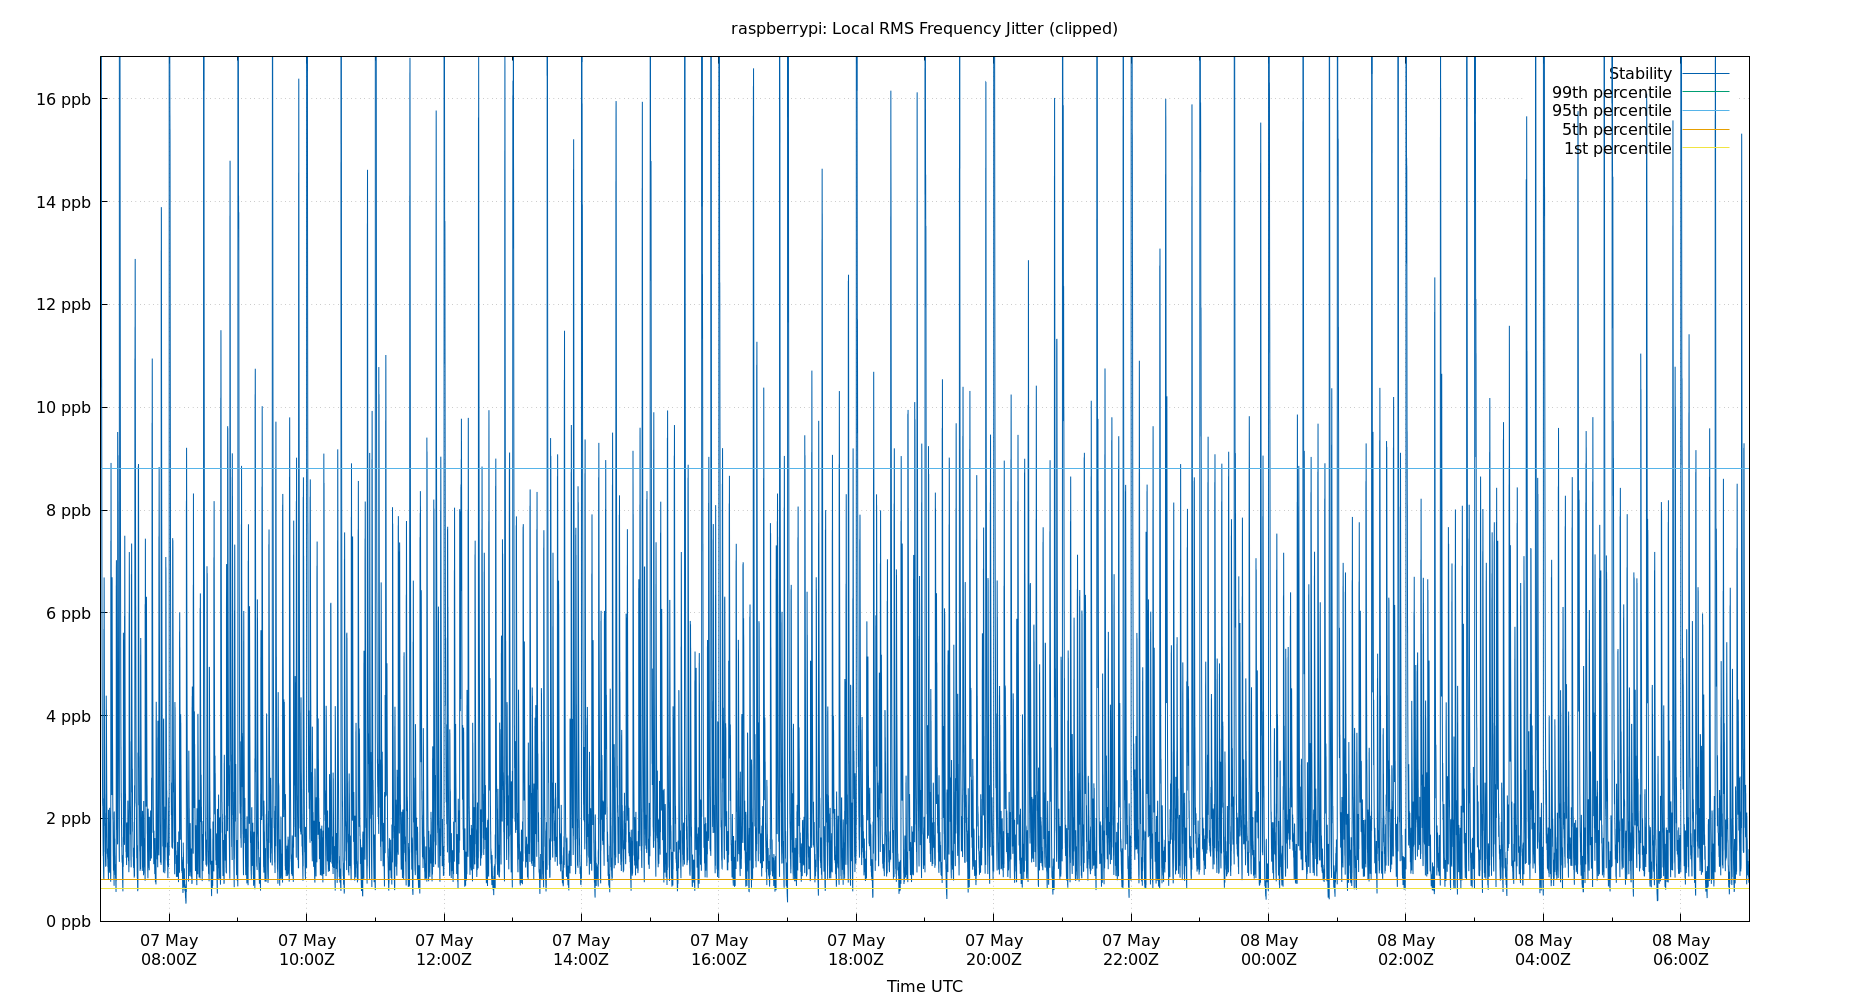 raspberrypi: Local RMS Frequency Jitter (clipped)
Stability
99th percentile
95th percentile
5th percentile
1st percentile
16 ppb
14 ppb
12 ppb
10 ppb
8 ppb
6 ppb
4 ppb
2 ppb
0 ppb
07 May 07 May 07 May 07 May 07 May 07 May 07 May 07 May 08 May 08 May 08 May 08 May
08:00Z 10:00Z 12:00Z 14:00Z 16:00Z 18:00Z 20:00Z 22:00Z 00:00Z 02:00Z 04:00Z 06:00Z
Time UTC